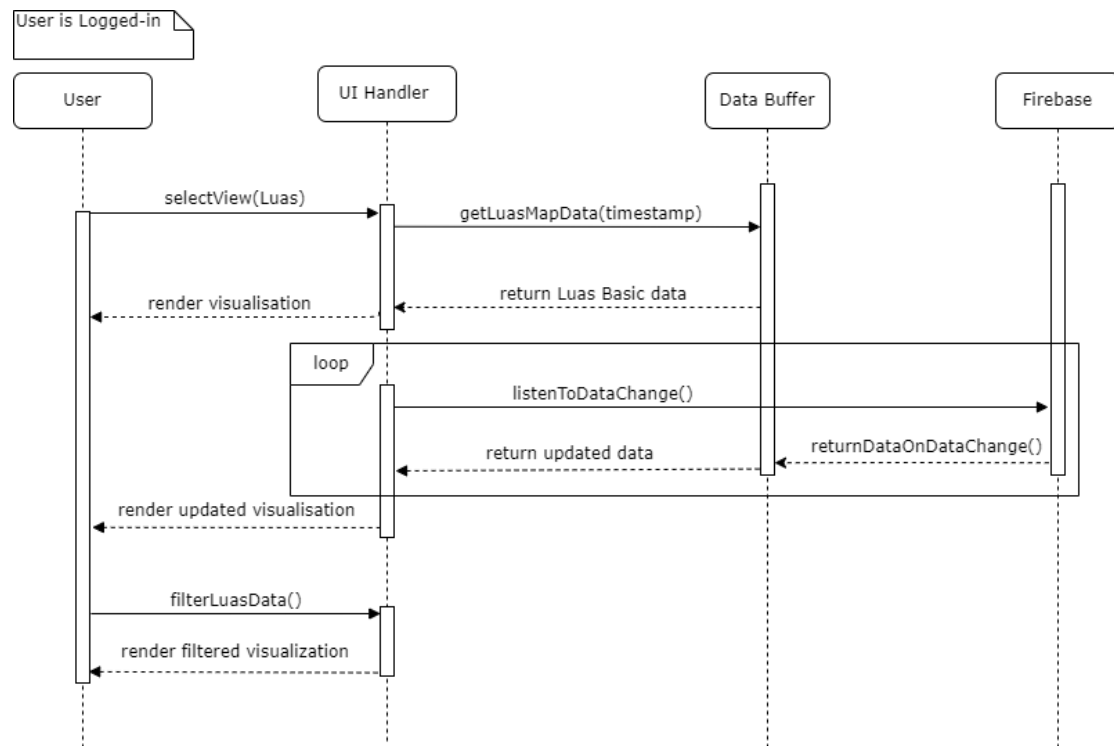 User is Logged-in
User
UI Handler
Data Buffer
Firebase
selectView(Luas)
getLuasMapData(timestamp)
return Luas Basic data
render visualisation
loop
listenToDataChange()
returnDataOnDataChange()
return updated data
render updated visualisation
filterLuasData()
render filtered visualization